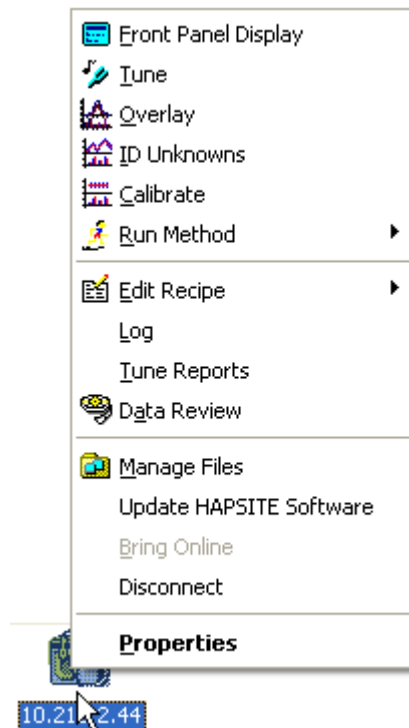 Front Panel Display
Tune
Overlay
ID Unknowns
Calibrate
Run Method
Edit Recipe
Log
Tune Reports
Data Review
Manage Files
Update HAPSITE Software
Bring Online
Disconnect
Properties